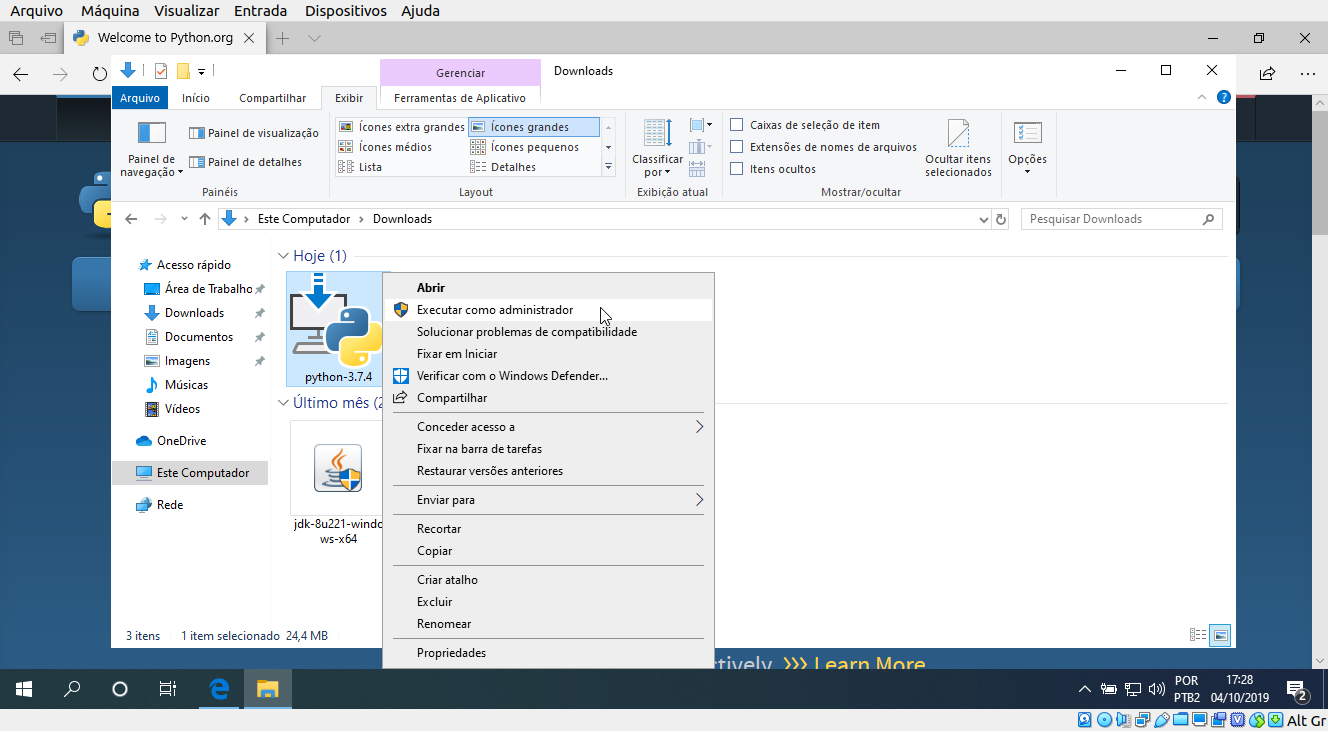 Arquivo Máquina Visualizar Entrada Dispositivos Ajuda
Welcome to Python.org
Gerenciar Downloads
Arquivo Início Compartilhar Exibir Ferramentas de Aplicativo
Painel de navegação
Painel de visualização
Painel de detalhes
Painéis
Ícones extra grandes Ícones grandes
Ícones médios Ícones pequenos
Lista Detalhes
Layout
Classificar por
Exibição atual
Caixas de seleção de item
Extensões de nomes de arquivos
Itens ocultos
Ocultar itens selecionados
Mostrar/ocultar
Opções
Este Computador Downloads
Pesquisar Downloads
Acesso rápido
Área de Trabalho
Downloads
Documentos
Imagens
Músicas
Vídeos
OneDrive
Este Computador
Rede
Hoje (1)
python-3.7.4
Último mês (2
jdk-8u221-windo
ws-x64
Abrir
Executar como administrador
Solucionar problemas de compatibilidade
Fixar em Iniciar
Verificar com o Windows Defender...
Compartilhar
Conceder acesso a
Fixar na barra de tarefas
Restaurar versões anteriores
Enviar para
Recortar
Copiar
Criar atalho
Excluir
Renomear
Propriedades
3 itens 1 item selecionado 24,4 MB
ctively. ❯❯❯ Learn More
POR
PTB2
17:28
04/10/2019
2
Alt Gr